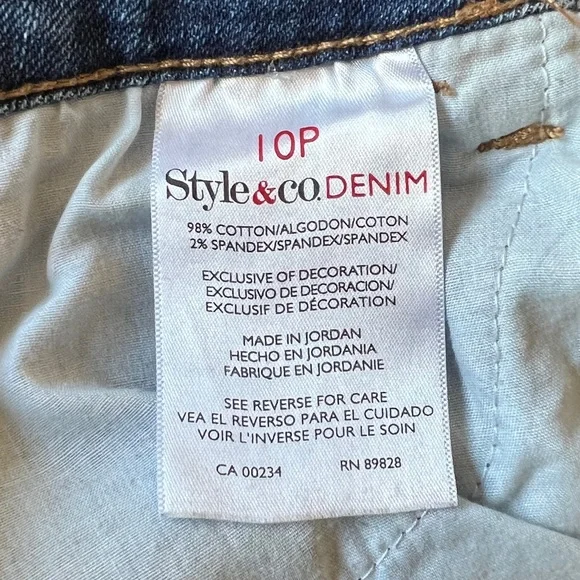 10P
Style&co. DENIM
98% COTTON/ALGODON/COTON
2% SPANDEX/SPANDEX/SPANDEX
EXCLUSIVE OF DECORATION/
EXCLUSIVO DE DECORACION/
EXCLUSIF DE DÉCORATION
MADE IN JORDAN
HECHO EN JORDANIA
FABRIQUE EN JORDANIE
SEE REVERSE FOR CARE
VEA EL REVERSO PARA EL CUIDADO
VOIR L'INVERSE POUR LE SOIN
CA 00234 RN 89828